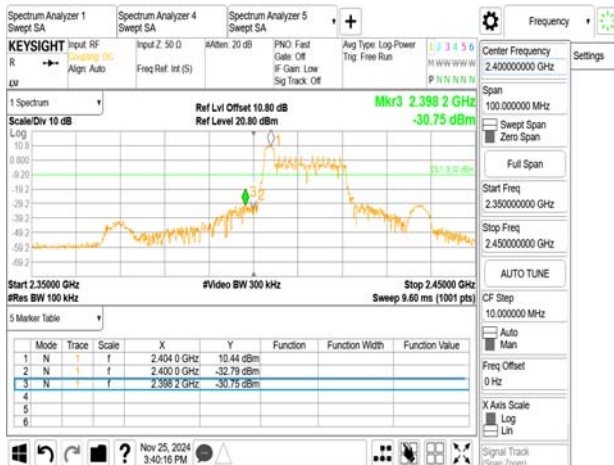 Spectrum Analyzer 1
Swept SA
Spectrum Analyzer 4
Swept SA
Spectrum Analyzer 5
Swept SA
+
Frequency
KEYSIGHT
R
LVI
Input: RF
Coupling: DC
Align: Auto
Input Z: 50 Ω
Freq Ref: Int (S)
#Atten: 20 dB
PNO: Fast
Gate: Off
IF Gain: Low
Sig Track: Off
Avg Type: Log-Power
Trig: Free Run
1 2 3 4 5 6
M W W W W W
P N N N N N
Center Frequency
2.400000000 GHz
Settings
Span
100.000000 MHz
Swept Span
Zero Span
Full Span
Start Freq
2.350000000 GHz
Stop Freq
2.450000000 GHz
AUTO TUNE
CF Step
10.000000 MHz
Auto
Man
Freq Offset
0 Hz
X Axis Scale
Log
Lin
Signal Track
(Span Zoom)
1 Spectrum
Scale/Div 10 dB
Ref Lvl Offset 10.80 dB
Ref Level 20.80 dBm
Mkr3 2.398 2 GHz
-30.75 dBm
Log
10.8
0.800
-9.20
-19.2
-29.2
-39.2
-49.2
-59.2
-69.2
1
3 2
Start 2.35000 GHz
#Res BW 100 kHz
#Video BW 300 kHz
Stop 2.45000 GHz
Sweep 9.60 ms (1001 pts)
5 Marker Table
Mode Trace Scale X Y Function Function Width Function Value
1 N 1 f 2.404 0 GHz 10.44 dBm
2 N 1 f 2.400 0 GHz -32.79 dBm
3 N 1 f 2.398 2 GHz -30.75 dBm
4
5
6
?
Nov 25, 2024
3:40:16 PM